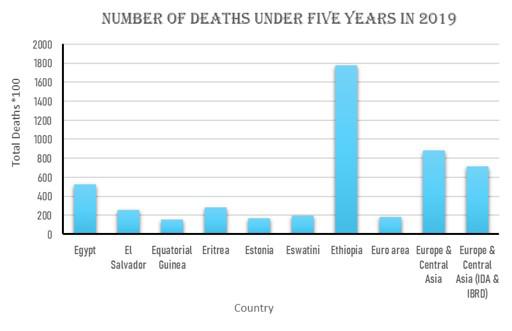 NUMBER OF DEATHS UNDER FIVE YEARS IN 2019
Total Deaths *100
2000
1800
1600
1400
1200
1000
800
600
400
200
0
Egypt
El
Salvador
Equatorial
Guinea
Eritrea
Estonia
Eswatini
Ethiopia
Euro area
Europe &
Central
Asia
Europe &
Central
Asia (IDA &
IBRD)
Country